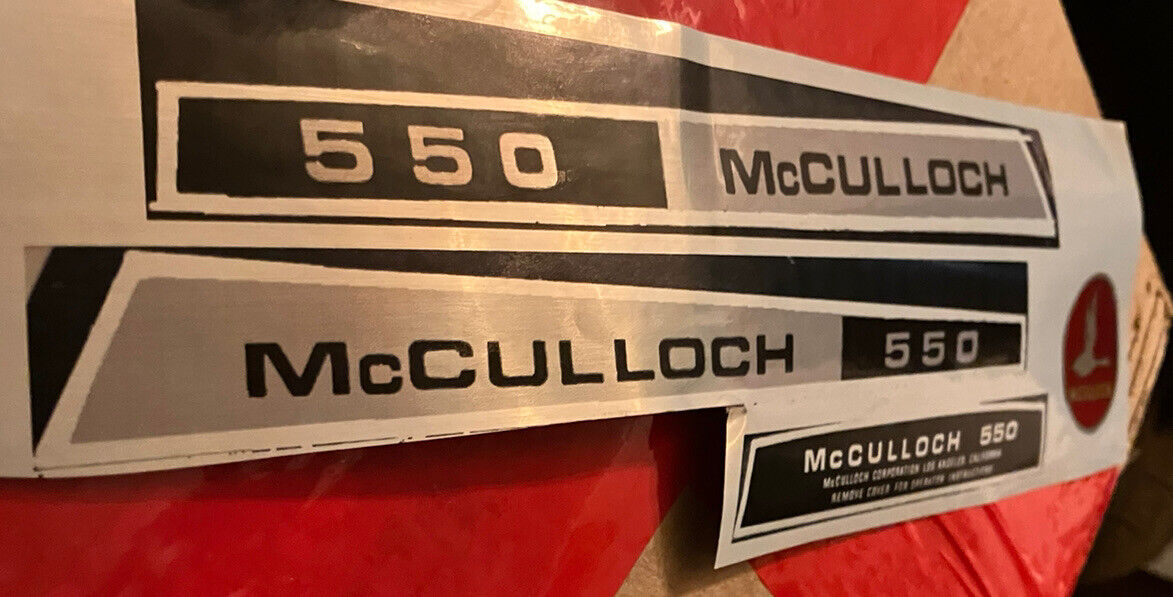 550 McCULLOCH
McCULLOCH 550
McCULLOCH 550
McCULLOCH CORPORATION LOS ANGELES, CALIFORNIA
REMOVE COVER FOR OPERATOR INSTRUCTIONS